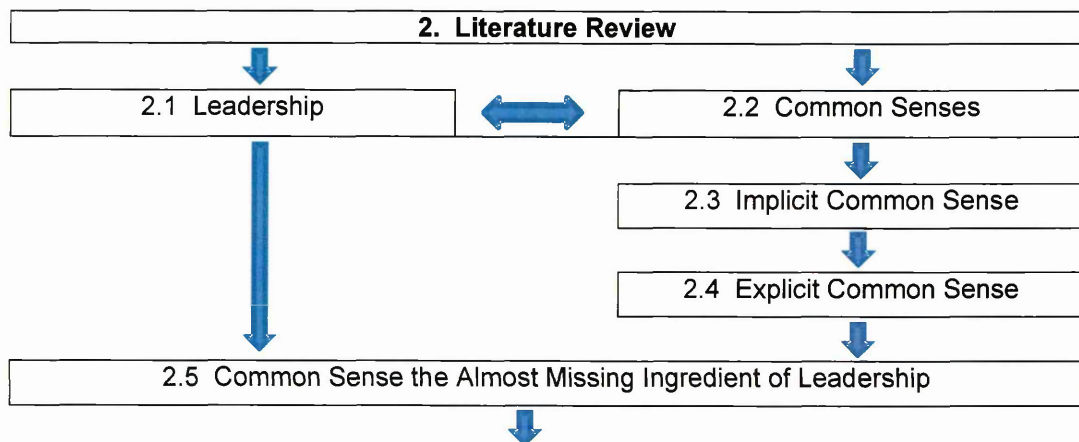 2. Literature Review
2.1 Leadership
2.2 Common Senses
2.3 Implicit Common Sense
2.4 Explicit Common Sense
2.5 Common Sense the Almost Missing Ingredient of Leadership